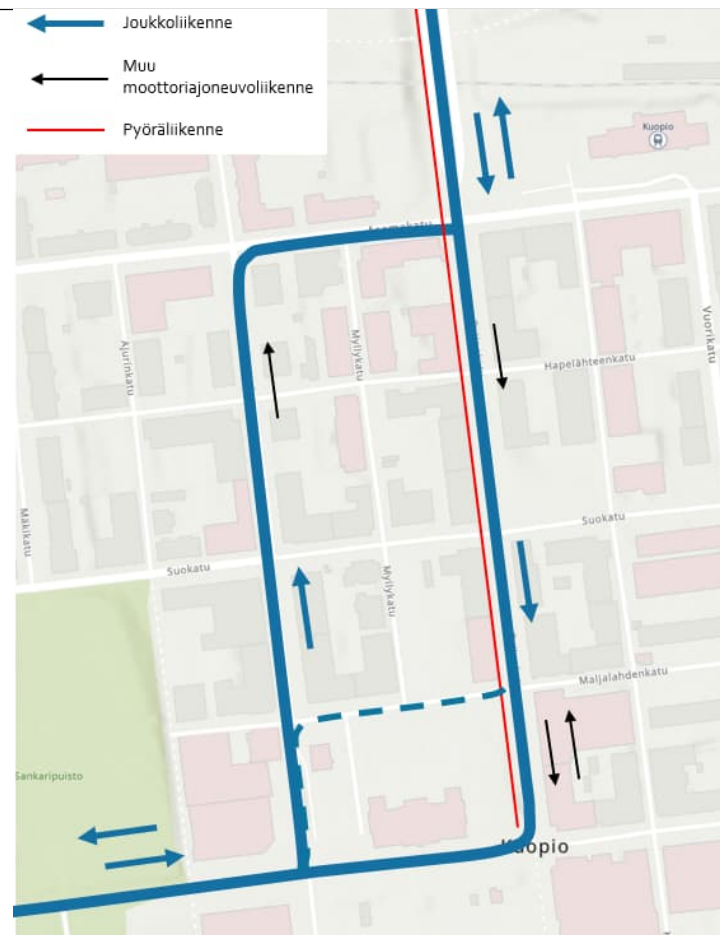 Joukkoliikenne
Muu
moottoriajoneuvoliikenne
Pyöräliikenne
Kuopio
Vuorikatu
Ajurinkatu
Myllykatu
Hapelähteenkatu
Mäkikatu
Suokatu
Suokatu
Myllykatu
Maljalahdenkatu
Sankaripuisto
Kuopio